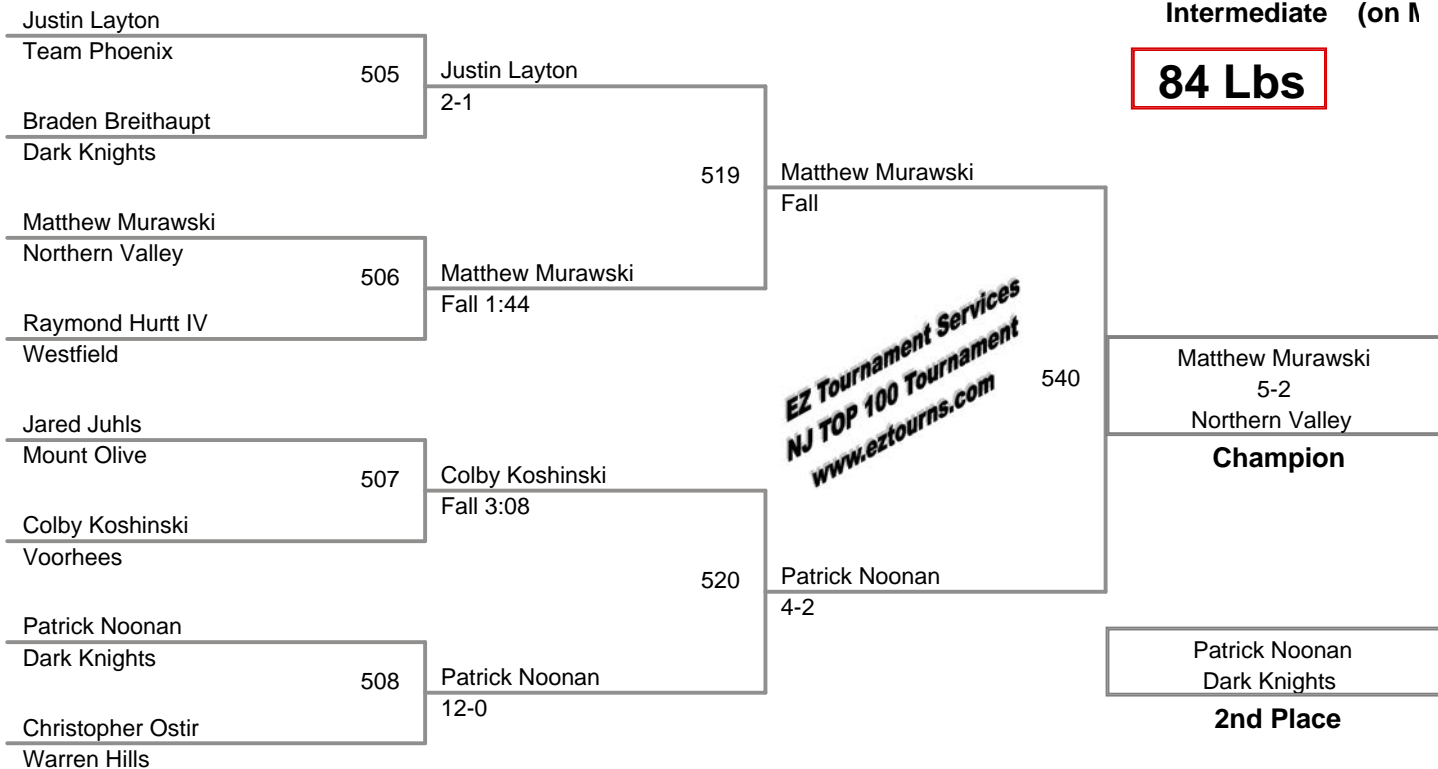 Intermediate (on
84 Lbs
Justin Layton
Team Phoenix
505
Braden Breithaupt
Dark Knights
Justin Layton
2-1
Matthew Murawski
Northern Valley
506
Raymond Hurtt IV
Westfield
Matthew Murawski
Fall 1:44
519
Matthew Murawski
Fall
Jared Juhls
Mount Olive
507
Colby Koshinski
Voorhees
Colby Koshinski
Fall 3:08
Patrick Noonan
Dark Knights
508
Christopher Ostir
Warren Hills
Patrick Noonan
12-0
520
Patrick Noonan
4-2
EZ Tournament Services
NJ TOP 100 Tournament
www.eztourns.com
540
Matthew Murawski
5-2
Northern Valley
Champion
Patrick Noonan
Dark Knights
2nd Place